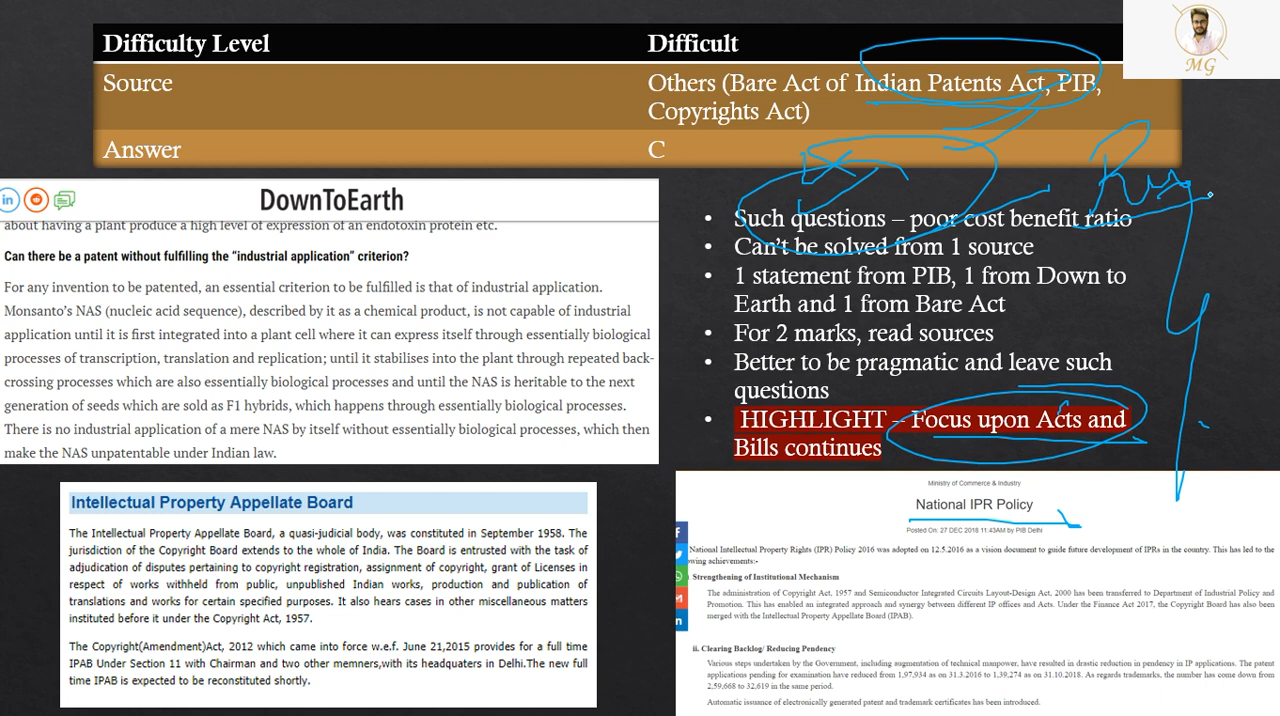 Difficulty Level Difficult
Source Others (Bare Act of Indian Patents Act, PIB,
Copyrights Act)
Answer C
MG
in
DownToEarth
about having a plant produce a high level of expression of an endotoxin protein etc.
Can there be a patent without fulfilling the "industrial application" criterion?
For any invention to be patented, an essential criterion to be fulfilled is that of industrial application.
Monsanto's NAS (nucleic acid sequence), described by it as a chemical product, is not capable of industrial
application until it is first integrated into a plant cell where it can express itself through essentially biological
processes of transcription, translation and replication; until it stabilises into the plant through repeated back-
crossing processes which are also essentially biological processes and until the NAS is heritable to the next
generation of seeds which are sold as F1 hybrids, which happens through essentially biological processes.
There is no industrial application of a mere NAS by itself without essentially biological processes, which then
make the NAS unpatentable under Indian law.
• Such questions – poor cost benefit ratio
• Can't be solved from 1 source
• 1 statement from PIB, 1 from Down to
Earth and 1 from Bare Act
• For 2 marks, read sources
• Better to be pragmatic and leave such
questions
• HIGHLIGHT – Focus upon Acts and
Bills continues
Intellectual Property Appellate Board
The Intellectual Property Appellate Board, a quasi-judicial body, was constituted in September 1958. The
jurisdiction of the Copyright Board extends to the whole of India. The Board is entrusted with the task of
adjudication of disputes pertaining to copyright registration, assignment of copyright, grant of Licenses in
respect of works withheld from public, unpublished Indian works, production and publication of
translations and works for certain specified purposes. It also hears cases in other miscellaneous matters
instituted before it under the Copyright Act, 1957.
The Copyright(Amendment)Act, 2012 which came into force w.e.f. June 21,2015 provides for a full time
IPAB Under Section 11 with Chairman and two other memners,with its headquaters in Delhi.The new full
time IPAB is expected to be reconstituted shortly.
Ministry of Commerce & Industry
National IPR Policy
Posted On: 27 DEC 2018 11:43AM by PIB Delhi
National Intellectual Property Rights (IPR) Policy 2016 was adopted on 12.5.2016 as a vision document to guide future development of IPRs in the country. This has led to the
wing achievements:-
Strengthening of Institutional Mechanism
The administration of Copyright Act, 1957 and Semiconductor Integrated Circuits Layout-Design Act, 2000 has been transferred to Department of Industrial Policy and
Promotion. This has enabled an integrated approach and synergy between different IP offices and Acts. Under the Finance Act 2017, the Copyright Board has also been
merged with the Intellectual Property Appellate Board (IPAB).
ii. Clearing Backlog/ Reducing Pendency
Various steps undertaken by the Government, including augmentation of technical manpower, have resulted in drastic reduction in pendency in IP applications. The patent
applications pending for examination have reduced from 1,97,934 as on 31.3.2016 to 1,39,274 as on 31.10.2018. As regards trademarks, the number has come down from
2,59,668 to 32,619 in the same period.
Automatic issuance of electronically generated patent and trademark certificates has been introduced.